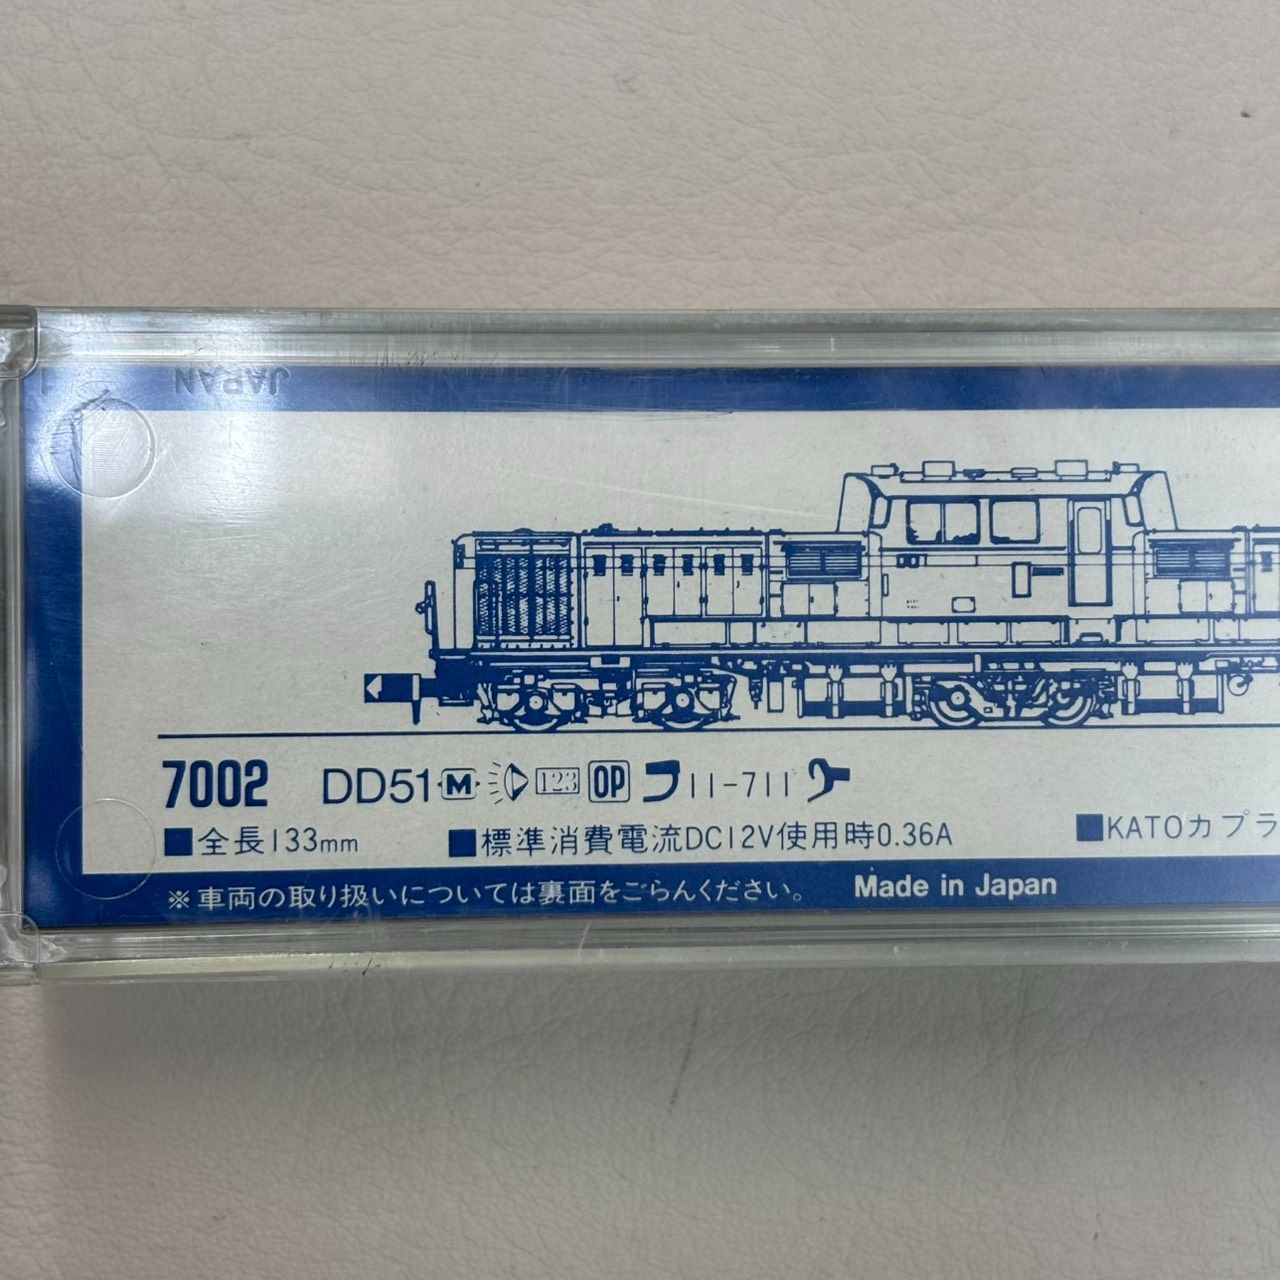 JAPAN
7002 DD51 M 123 OP 11-711
■全長133mm ■標準消費電流DC12V使用時0.36A ■KATOカプラ
※車両の取り扱いについては裏面をごらんください。 Made in Japan